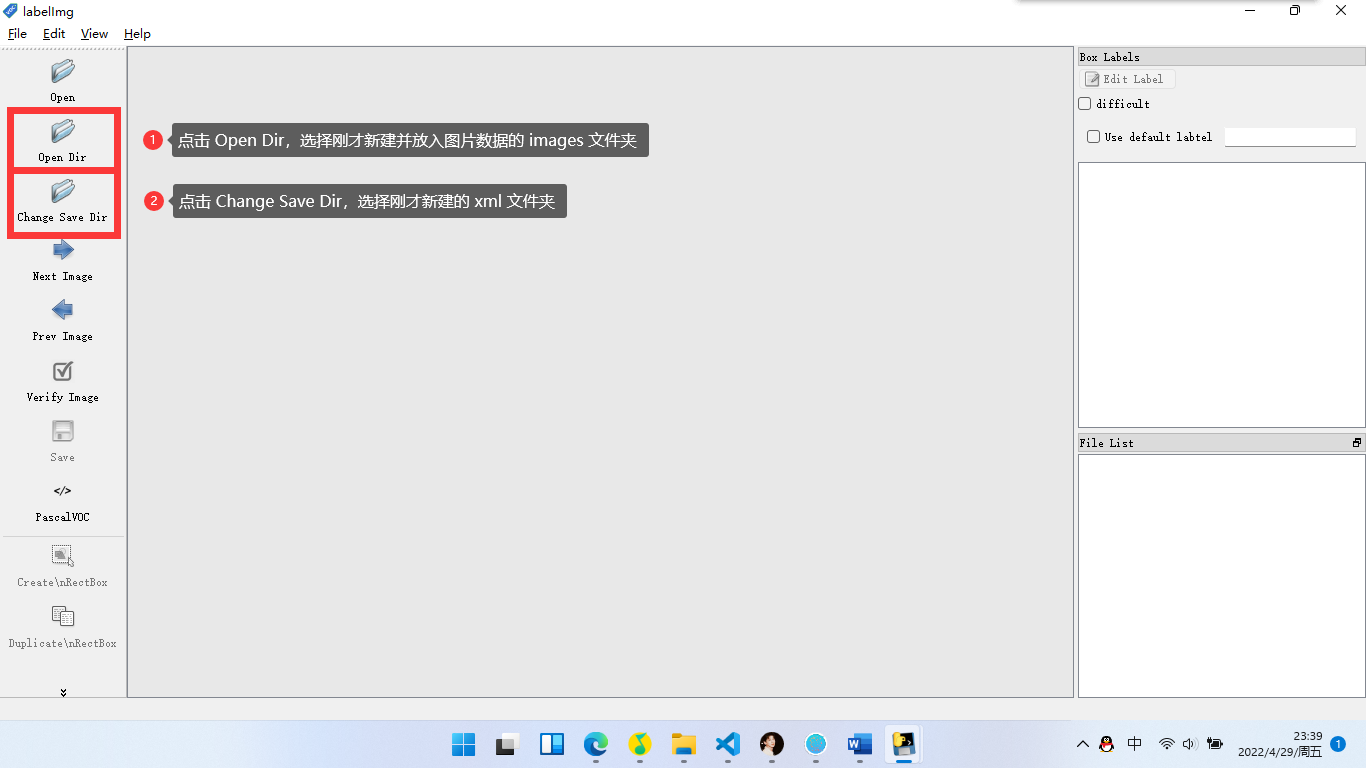 VOC labelImg
File Edit View Help
Open
Open Dir
Change Save Dir
Next Image
Prev Image
Verify Image
Save
</>
PascalVOC
Create\nRectBox
Duplicate\nRectBox
1 点击 Open Dir，选择刚才新建并放入图片数据的 images 文件夹
2 点击 Change Save Dir，选择刚才新建的 xml 文件夹
Box Labels
Edit Label
difficult
Use default labtel
File List
中
23:39
2022/4/29/周五
1